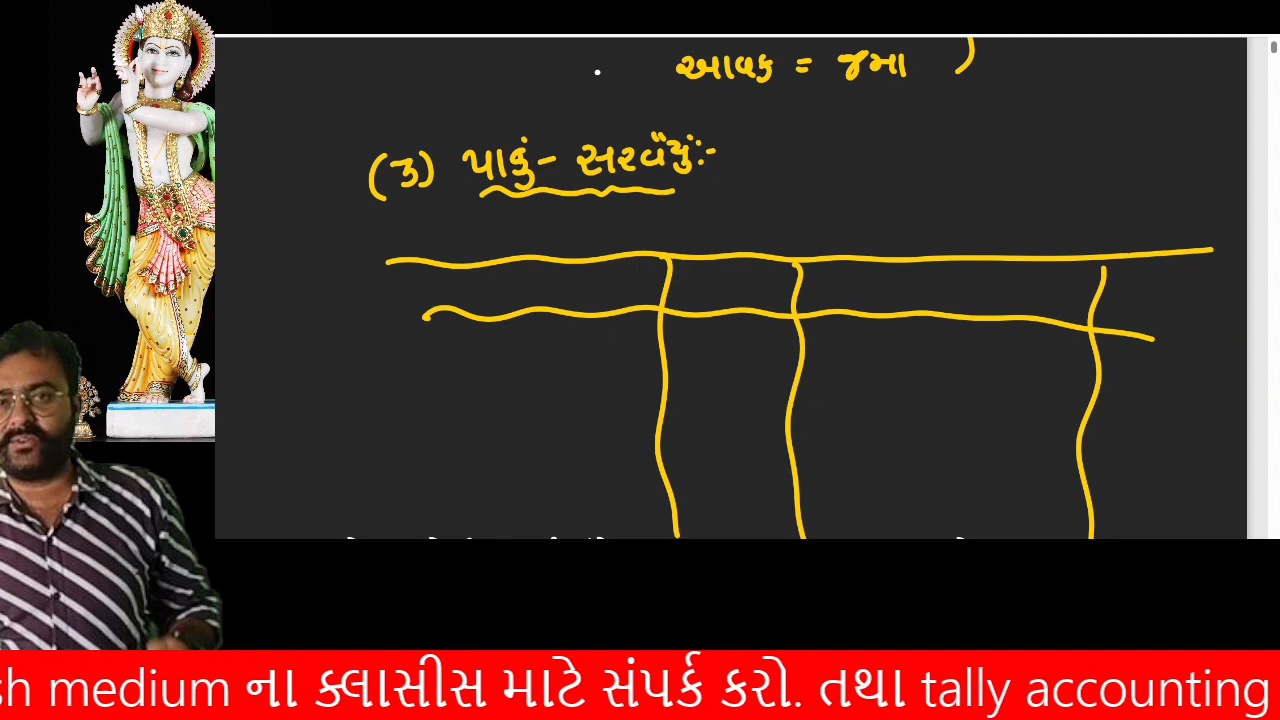 આવક = જમા )
(૩) પાકું- સરવૈયું:-
sh medium ના ક્લાસીસ માટે સંપર્ક કરો. તથા tally accounting